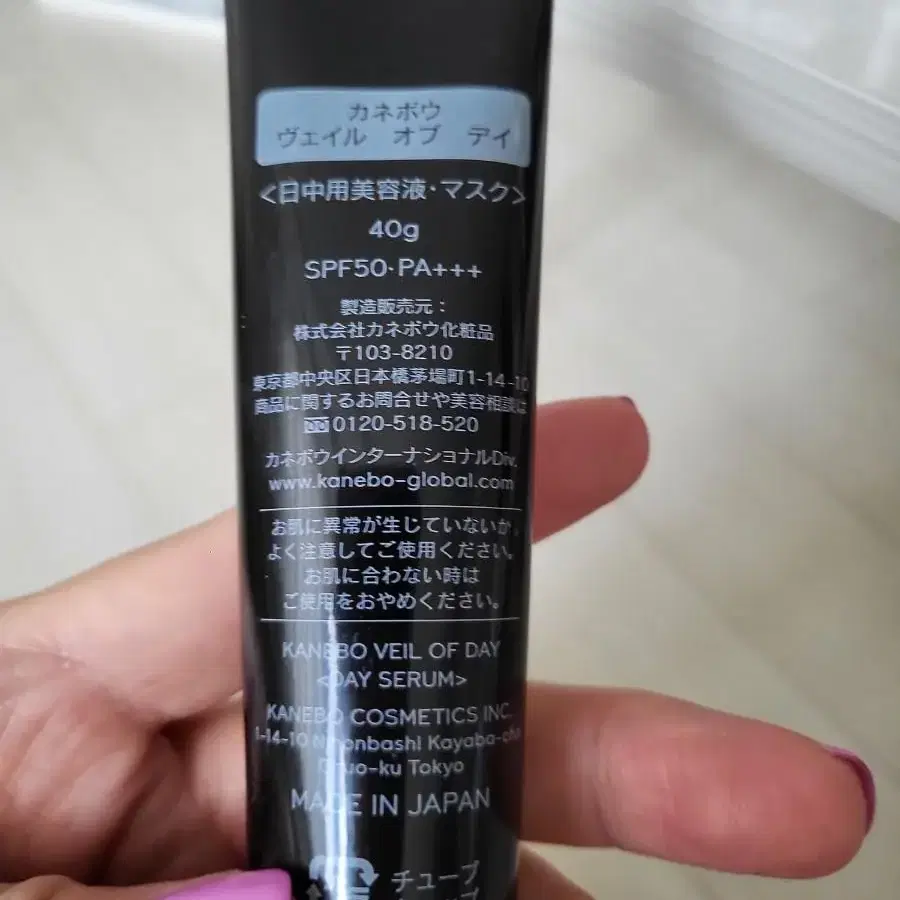 カネボウ
ヴェイル オブ デイ
<日中用美容液・マスク>
40g
SPF50・PA+++
製造販売元：
株式会社カネボウ化粧品
〒103-8210
東京都中央区日本橋茅場町1-14-10
商品に関するお問合せや美容相談は
0120-518-520
カネボウインターナショナルDiv.
www.kanebo-global.com
お肌に異常が生じていないか、
よく注意してご使用ください。
お肌に合わない時は
ご使用をおやめください。
KANEBO VEIL OF DAY
<DAY SERUM>
KANEBO COSMETICS INC.
1-14-10 Nihonbashi Kayaba-cho
Chuo-ku Tokyo
MADE IN JAPAN
チューブ